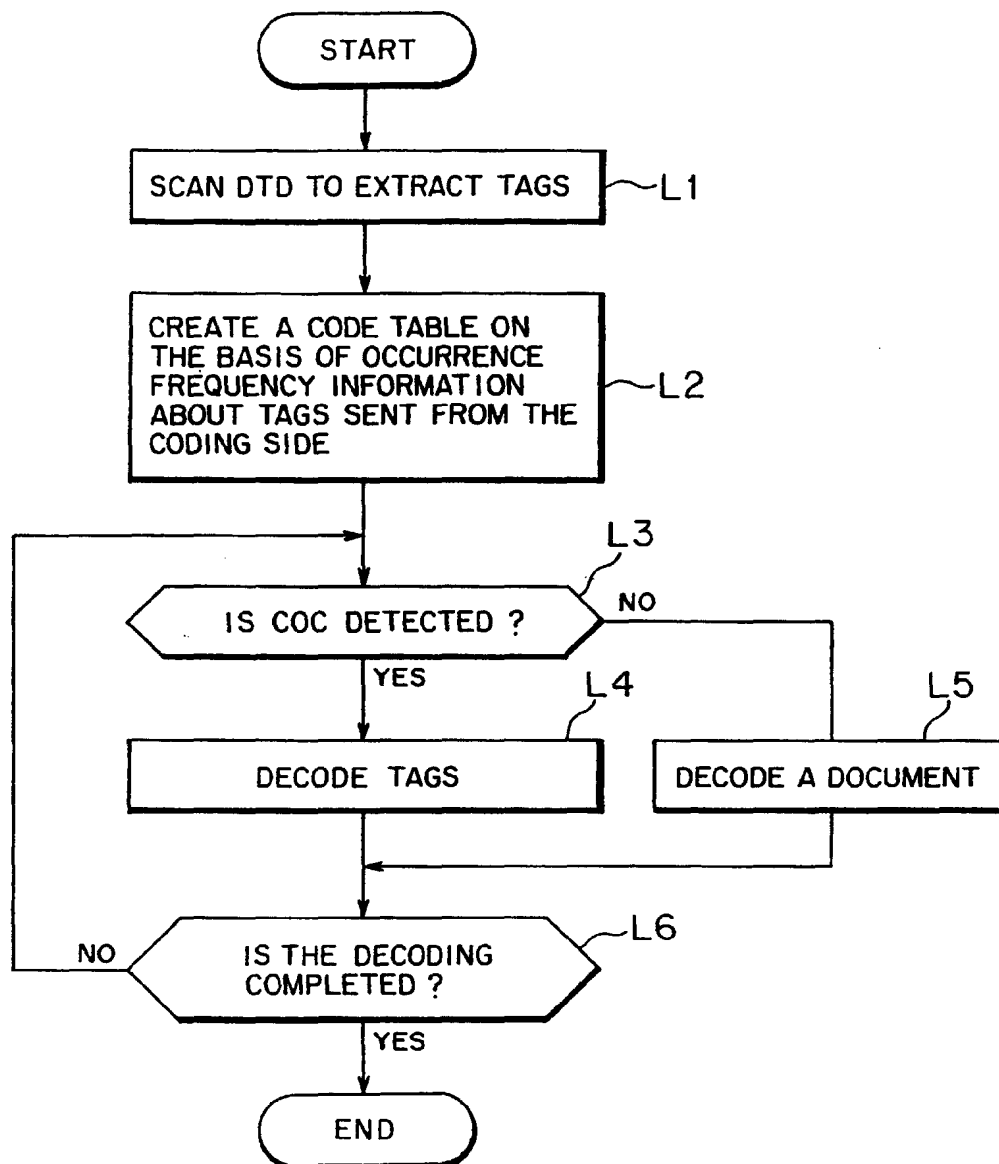 START
SCAN DTD TO EXTRACT TAGS
L1
CREATE A CODE TABLE ON
THE BASIS OF OCCURRENCE
FREQUENCY INFORMATION
ABOUT TAGS SENT FROM THE
CODING SIDE
L2
L3
IS COC DETECTED ?
NO
YES
L4
L5
DECODE TAGS
DECODE A DOCUMENT
L6
NO
IS THE DECODING
COMPLETED ?
YES
END